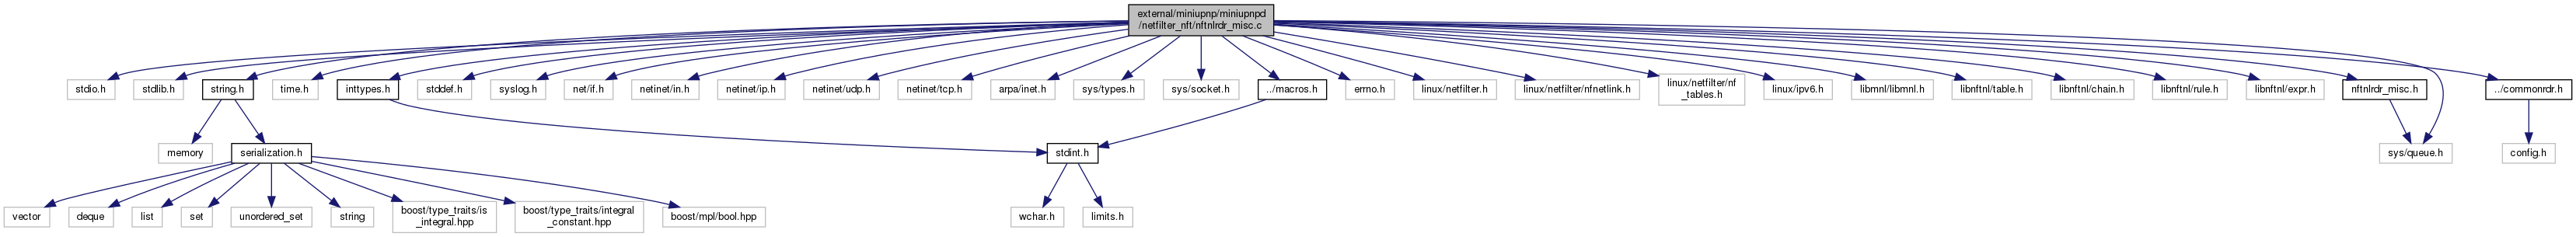 external/miniupnp/miniupnpd
/netfilter_nft/nftnlrdr_misc.c
stdio.h
stdlib.h
string.h
time.h
inttypes.h
stddef.h
syslog.h
net/if.h
netinet/in.h
netinet/ip.h
netinet/udp.h
netinet/tcp.h
arpa/inet.h
sys/types.h
sys/socket.h
../macros.h
errno.h
linux/netfilter.h
linux/netfilter/nfnetlink.h
linux/netfilter/nf
_tables.h
linux/ipv6.h
libmnl/libmnl.h
libnftnl/table.h
libnftnl/chain.h
libnftnl/rule.h
libnftnl/expr.h
nftnlrdr_misc.h
../commonrdr.h
memory
serialization.h
stdint.h
sys/queue.h
config.h
vector
deque
list
set
unordered_set
string
boost/type_traits/is
_integral.hpp
boost/type_traits/integral
_constant.hpp
boost/mpl/bool.hpp
wchar.h
limits.h